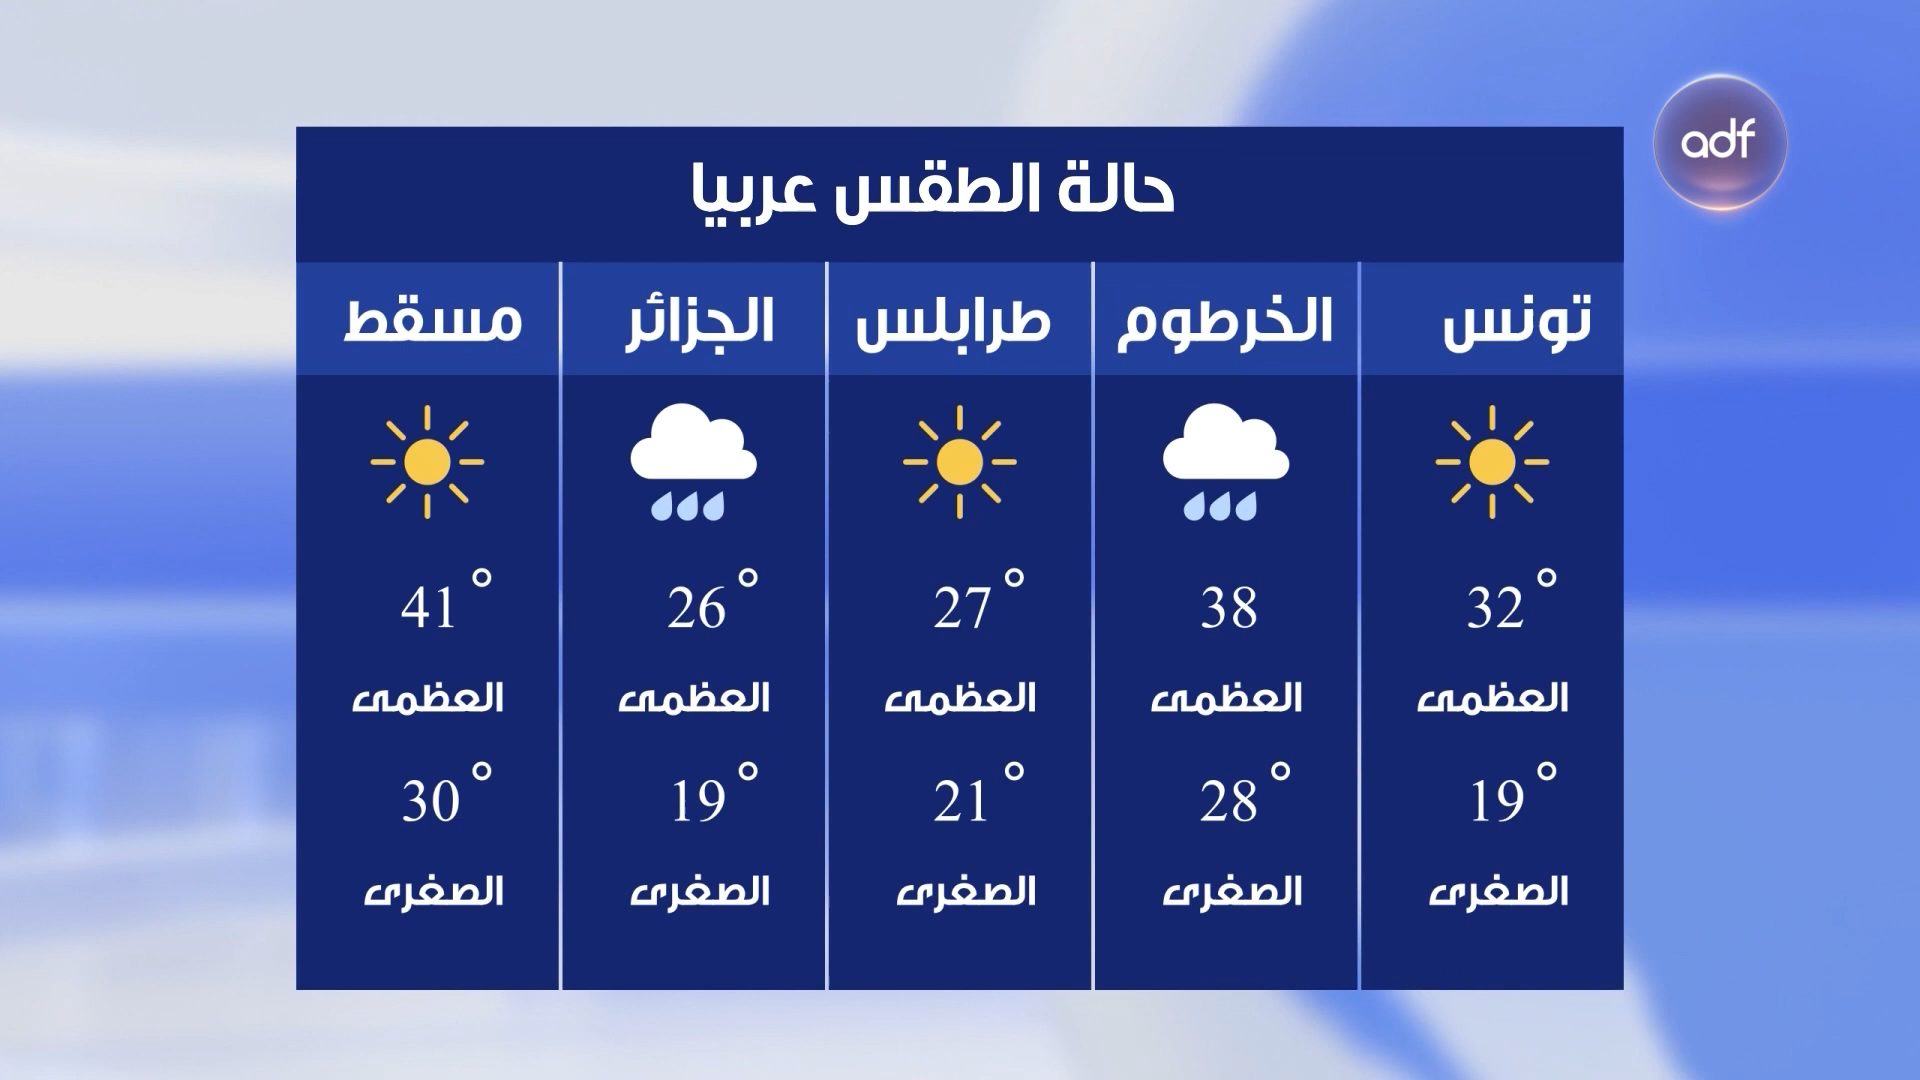 adf
حالة الطقس عربيا
تونس الخرطوم طرابلس الجزائر مسقط
32° 38 27° 26° 41°
العظمى العظمى العظمى العظمى العظمى
19° 28° 21° 19° 30°
الصغرى الصغرى الصغرى الصغرى الصغرى